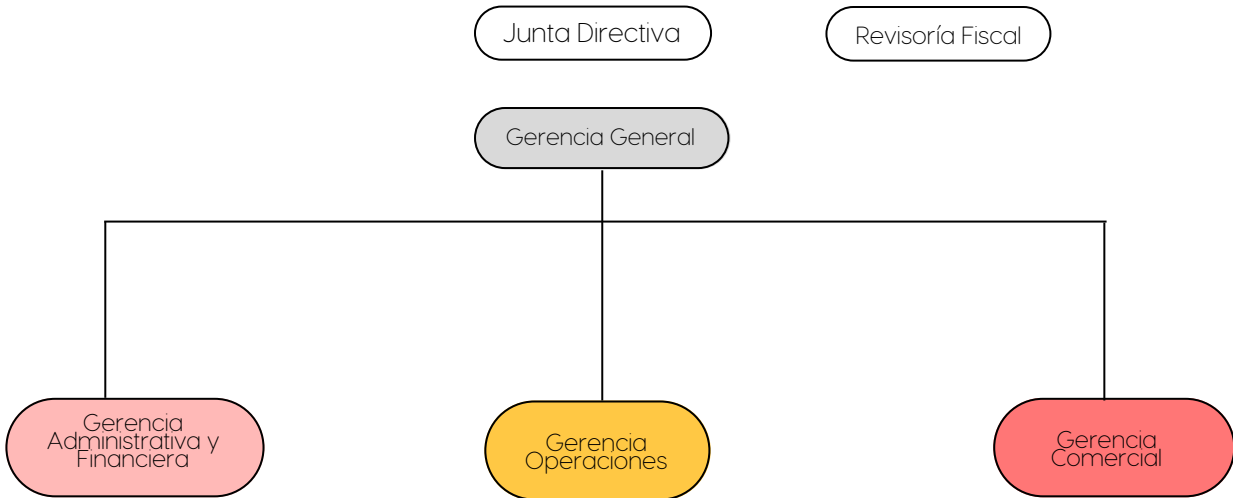 Junta Directiva
Revisoría Fiscal
Gerencia General
Gerencia
Administrativa y
Financiera
Gerencia
Operaciones
Gerencia
Comercial